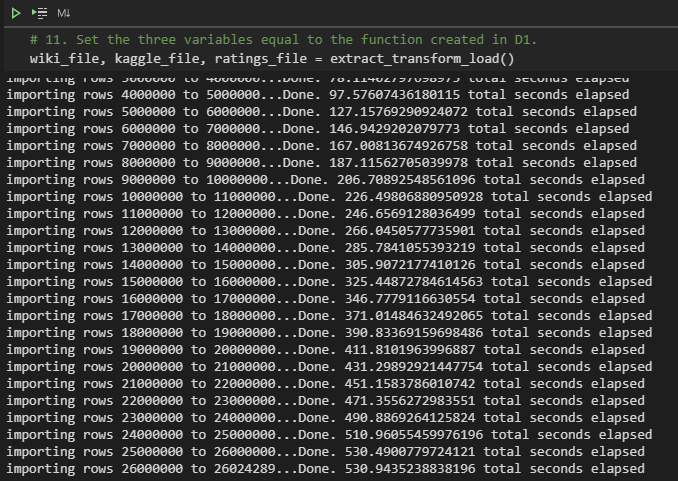 M↓
# 11. Set the three variables equal to the function created in D1.
wiki_file, kaggle_file, ratings_file = extract_transform_load()
importing rows 3000000 to 4000000...Done. 78.11402797698975 total seconds elapsed
importing rows 4000000 to 5000000...Done. 97.57607436180115 total seconds elapsed
importing rows 5000000 to 6000000...Done. 127.15769290924072 total seconds elapsed
importing rows 6000000 to 7000000...Done. 146.9429202079773 total seconds elapsed
importing rows 7000000 to 8000000...Done. 167.00813674926758 total seconds elapsed
importing rows 8000000 to 9000000...Done. 187.11562705039978 total seconds elapsed
importing rows 9000000 to 10000000...Done. 206.70892548561096 total seconds elapsed
importing rows 10000000 to 11000000...Done. 226.49806880950928 total seconds elapsed
importing rows 11000000 to 12000000...Done. 246.6569128036499 total seconds elapsed
importing rows 12000000 to 13000000...Done. 266.0450577735901 total seconds elapsed
importing rows 13000000 to 14000000...Done. 285.7841055393219 total seconds elapsed
importing rows 14000000 to 15000000...Done. 305.9072177410126 total seconds elapsed
importing rows 15000000 to 16000000...Done. 325.44872784614563 total seconds elapsed
importing rows 16000000 to 17000000...Done. 346.7779116630554 total seconds elapsed
importing rows 17000000 to 18000000...Done. 371.01484632492065 total seconds elapsed
importing rows 18000000 to 19000000...Done. 390.83369159698486 total seconds elapsed
importing rows 19000000 to 20000000...Done. 411.8101963996887 total seconds elapsed
importing rows 20000000 to 21000000...Done. 431.29892921447754 total seconds elapsed
importing rows 21000000 to 22000000...Done. 451.1583786010742 total seconds elapsed
importing rows 22000000 to 23000000...Done. 471.3556272983551 total seconds elapsed
importing rows 23000000 to 24000000...Done. 490.8869264125824 total seconds elapsed
importing rows 24000000 to 25000000...Done. 510.96055459976196 total seconds elapsed
importing rows 25000000 to 26000000...Done. 530.4900779724121 total seconds elapsed
importing rows 26000000 to 26024289...Done. 530.9435238838196 total seconds elapsed